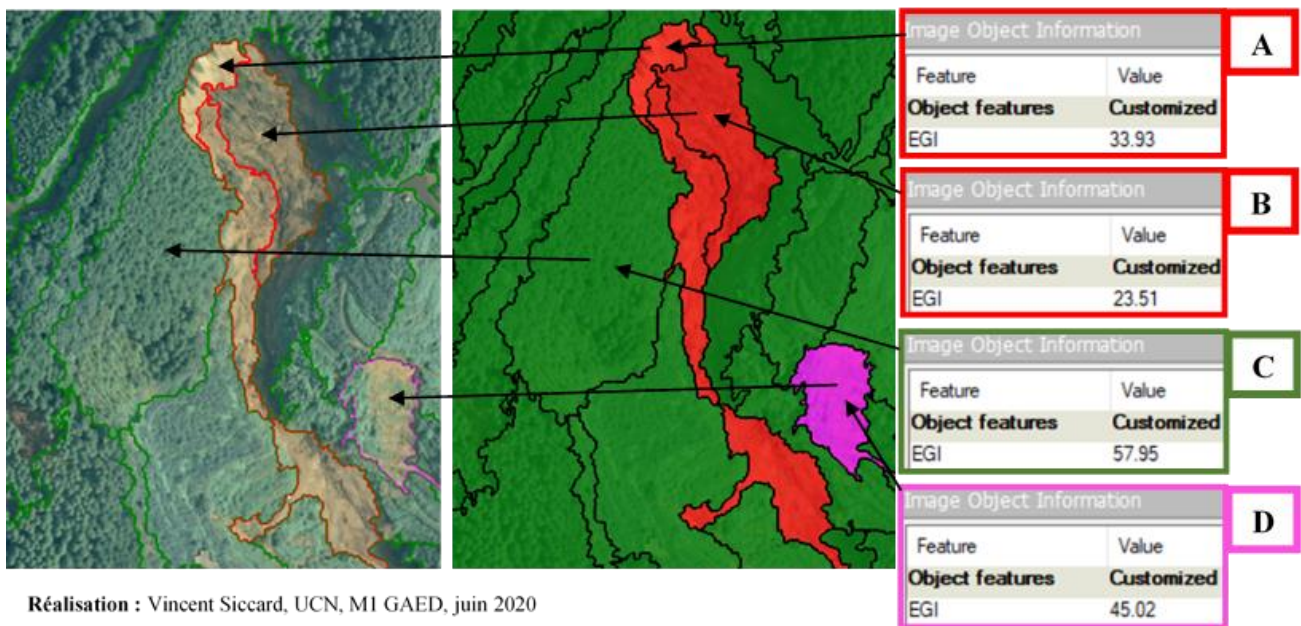 Image Object Information
A
Feature Value
Object features Customized
EGI 33.93
Image Object Information
B
Feature Value
Object features Customized
EGI 23.51
Image Object Information
C
Feature Value
Object features Customized
EGI 57.95
Image Object Information
D
Feature Value
Object features Customized
EGI 45.02
Réalisation : Vincent Siccard, UCN, M1 GAED, juin 2020